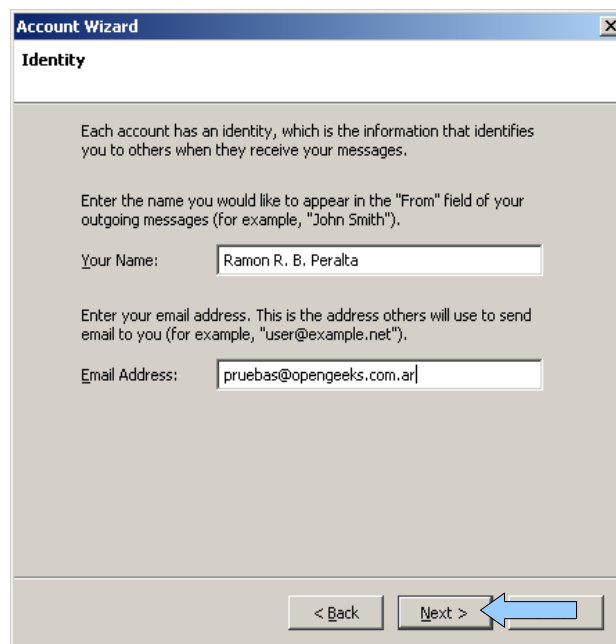 Account Wizard
Identity
Each account has an identity, which is the information that identifies
you to others when they receive your messages.
Enter the name you would like to appear in the "From" field of your
outgoing messages (for example, "John Smith").
Your Name: Ramon R. B. Peralta
Enter your email address. This is the address others will use to send
email to you (for example, "user@example.net").
Email Address: pruebas@opengeeks.com.ar
< Back Next >